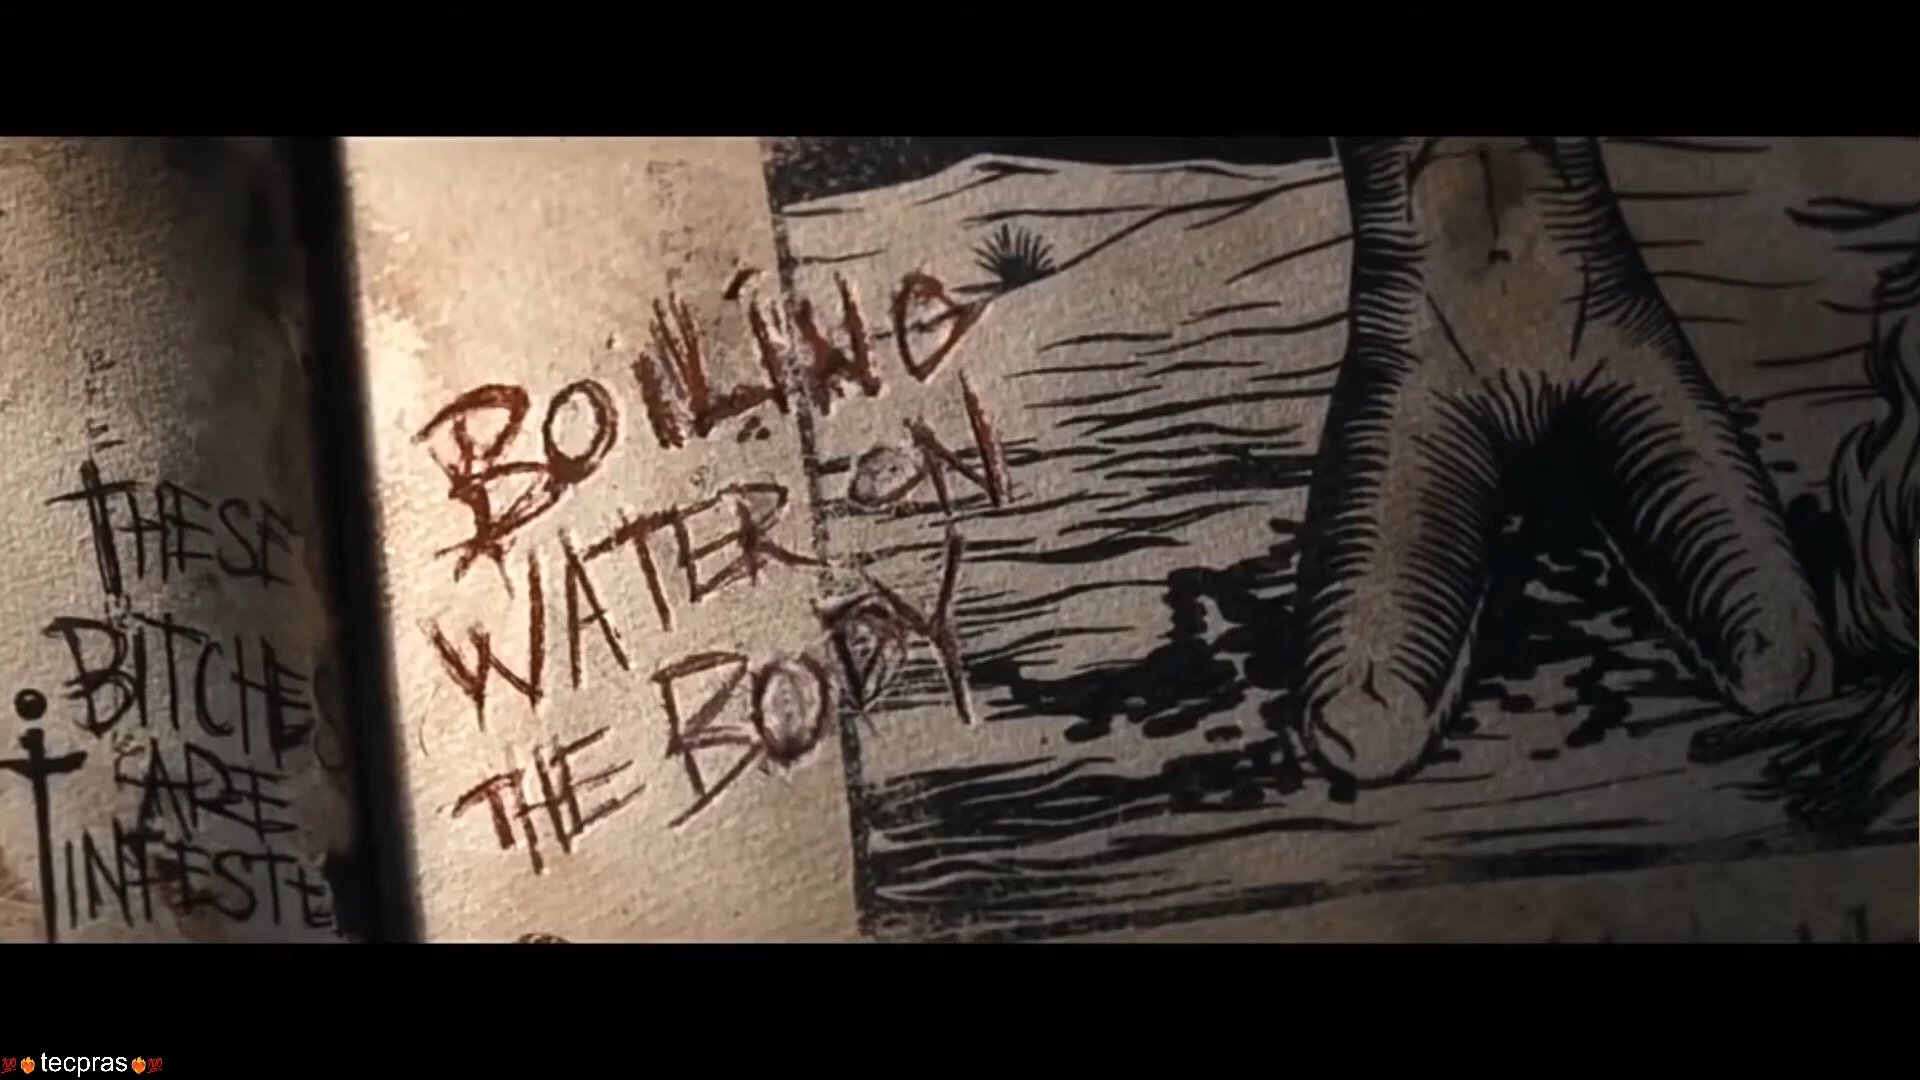 THESE
BITCHES
ARE
INFESTE
BOILING
WATER ON
THE BODY
💯❤️‍🔥tecpras❤️‍🔥💯